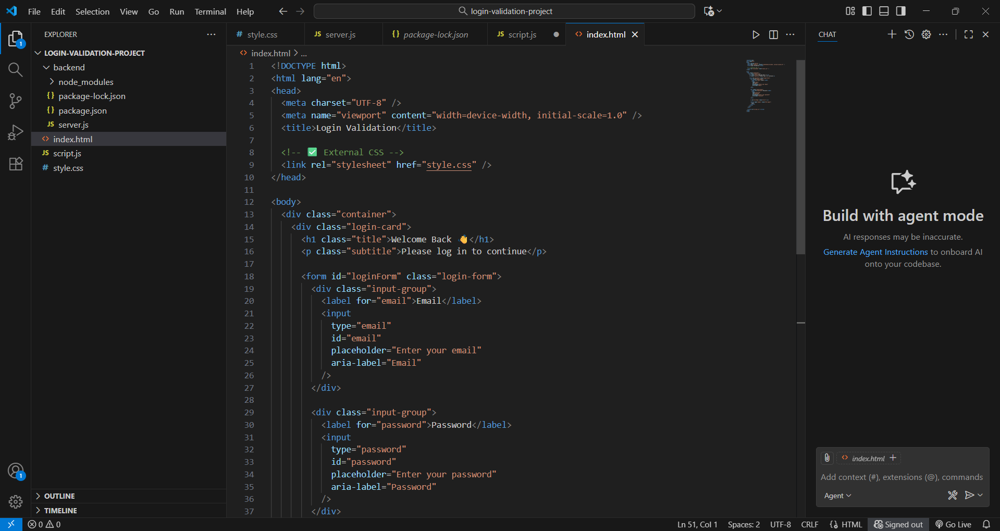 File Edit Selection View Go Run Terminal Help
login-validation-project
EXPLORER
LOGIN-VALIDATION-PROJECT
backend
node_modules
{} package-lock.json
{} package.json
JS server.js
<> index.html
JS script.js
# style.css
OUTLINE
TIMELINE
# style.css
JS server.js
{} package-lock.json
JS script.js
<> index.html
<> index.html > ...
1 <!DOCTYPE html>
2 <html lang="en">
3 <head>
4 <meta charset="UTF-8" />
5 <meta name="viewport" content="width=device-width, initial-scale=1.0" />
6 <title>Login Validation</title>
7
8 <!-- ✅ External CSS -->
9 <link rel="stylesheet" href="style.css" />
10 </head>
11
12 <body>
13 <div class="container">
14 <div class="login-card">
15 <h1 class="title">Welcome Back 👋</h1>
16 <p class="subtitle">Please log in to continue</p>
17
18 <form id="loginForm" class="login-form">
19 <div class="input-group">
20 <label for="email">Email</label>
21 <input
22 type="email"
23 id="email"
24 placeholder="Enter your email"
25 aria-label="Email"
26 />
27 </div>
28
29 <div class="input-group">
30 <label for="password">Password</label>
31 <input
32 type="password"
33 id="password"
34 placeholder="Enter your password"
35 aria-label="Password"
36 />
37 </div>
CHAT
Build with agent mode
AI responses may be inaccurate.
Generate Agent Instructions to onboard AI
onto your codebase.
<> index.html +
Add context (#), extensions (@), commands
Agent
1
1
0 0
Ln 51, Col 1 Spaces: 2 UTF-8 CRLF {} HTML Signed out Go Live